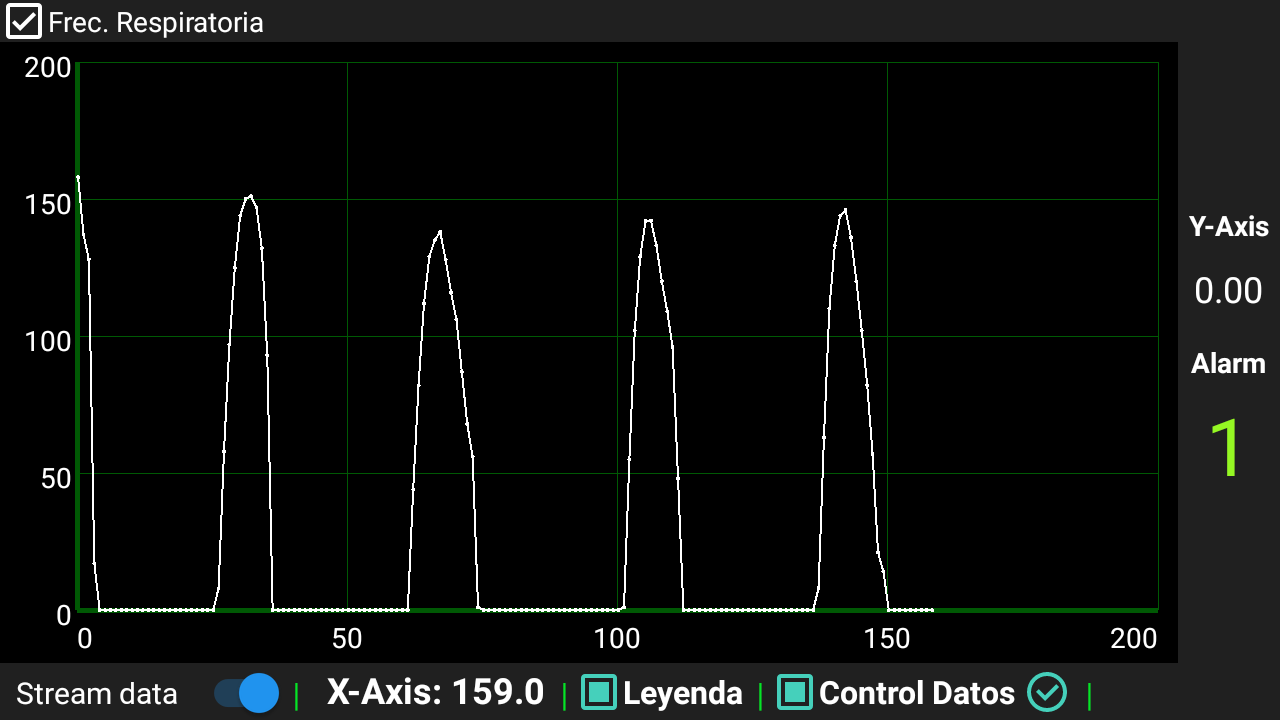 Frec. Respiratoria
200
150
100
50
0
0 50 100 150 200
Y-Axis
0.00
Alarm
1
Stream data | X-Axis: 159.0 | Leyenda | Control Datos |